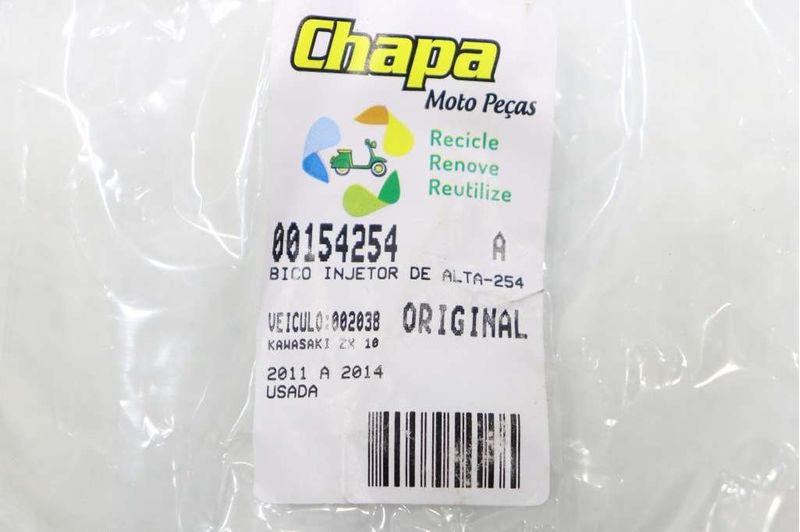 Chapa
Moto Peças
Recicle
Renove
Reutilize
00154254 A
BICO INJETOR DE ALTA-254
VEICULO:002038 ORIGINAL
KAWASAKI ZX 10
2011 A 2014
USADA